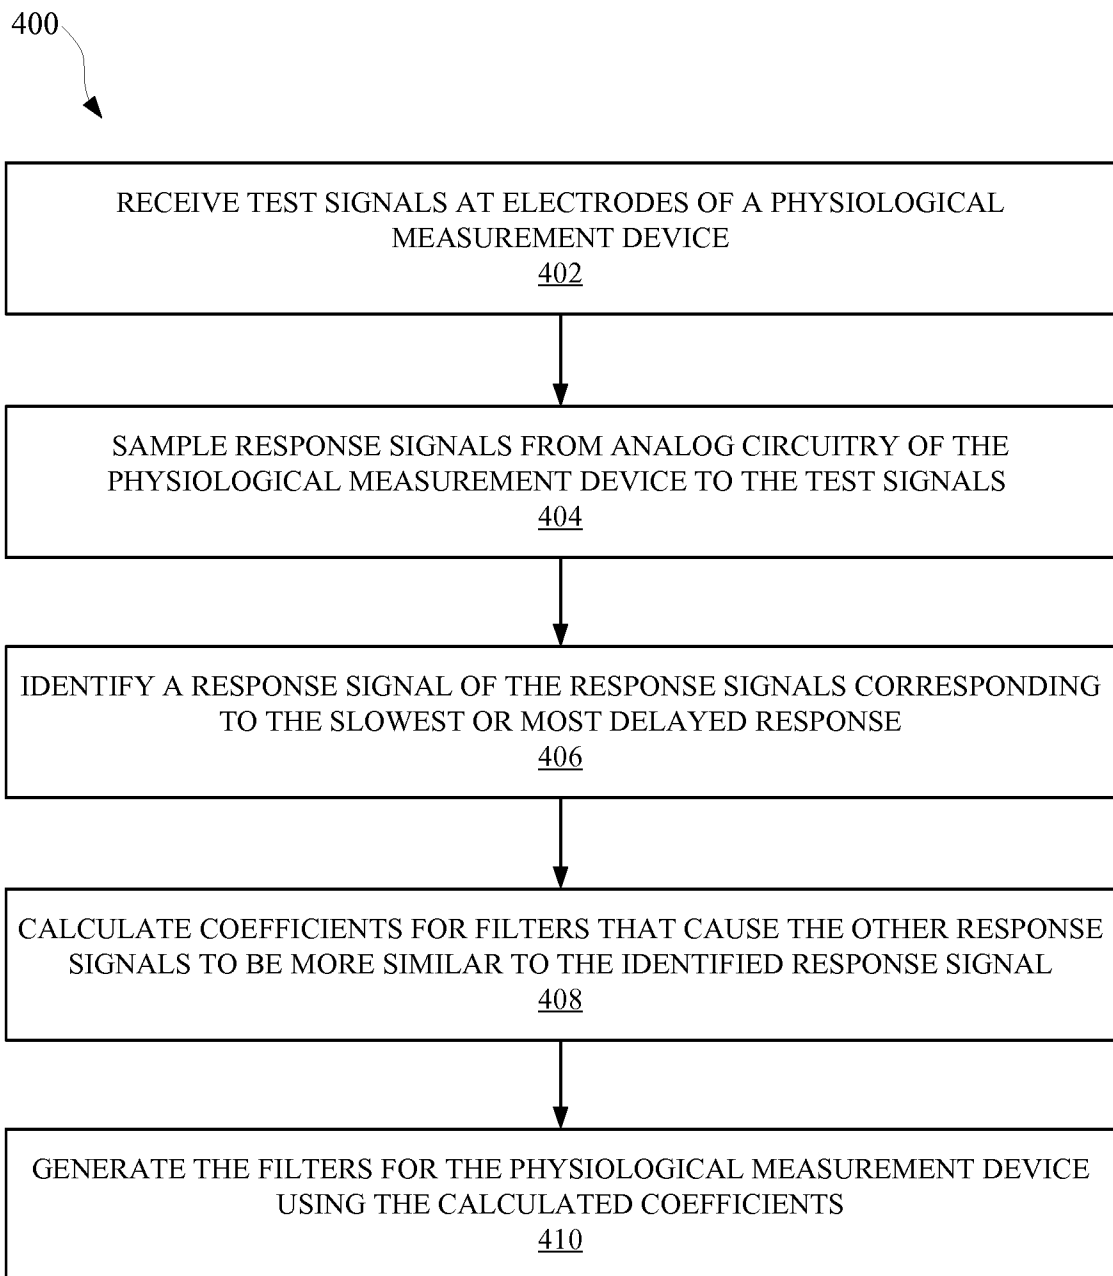 400
RECEIVE TEST SIGNALS AT ELECTRODES OF A PHYSIOLOGICAL
MEASUREMENT DEVICE
402
SAMPLE RESPONSE SIGNALS FROM ANALOG CIRCUITRY OF THE
PHYSIOLOGICAL MEASUREMENT DEVICE TO THE TEST SIGNALS
404
IDENTIFY A RESPONSE SIGNAL OF THE RESPONSE SIGNALS CORRESPONDING
TO THE SLOWEST OR MOST DELAYED RESPONSE
406
CALCULATE COEFFICIENTS FOR FILTERS THAT CAUSE THE OTHER RESPONSE
SIGNALS TO BE MORE SIMILAR TO THE IDENTIFIED RESPONSE SIGNAL
408
GENERATE THE FILTERS FOR THE PHYSIOLOGICAL MEASUREMENT DEVICE
USING THE CALCULATED COEFFICIENTS
410